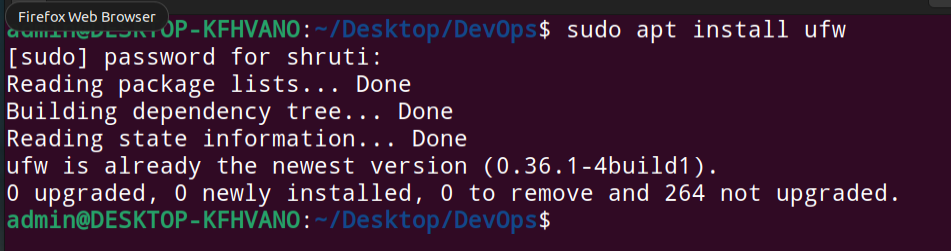 Firefox Web Browser
admin@DESKTOP-KFHVANO:~/Desktop/DevOps$ sudo apt install ufw
[sudo] password for shruti:
Reading package lists... Done
Building dependency tree... Done
Reading state information... Done
ufw is already the newest version (0.36.1-4build1).
0 upgraded, 0 newly installed, 0 to remove and 264 not upgraded.
admin@DESKTOP-KFHVANO:~/Desktop/DevOps$